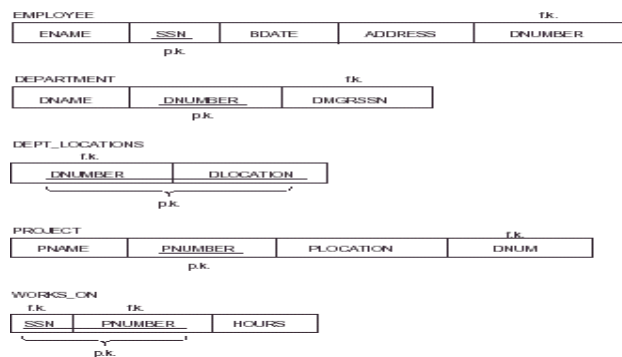 EMPLOYEE f.k.
ENAME SSN BDATE ADDRESS DNUMBER
p.k.
DEPARTMENT f.k.
DNAME DNUMBER DMGRSSN
p.k.
DEPT_LOCATIONS
f.k.
DNUMBER DLOCATION
p.k.
PROJECT f.k.
PNAME PNUMBER PLOCATION DNUM
p.k.
WORKS_ON
f.k. f.k.
SSN PNUMBER HOURS
p.k.